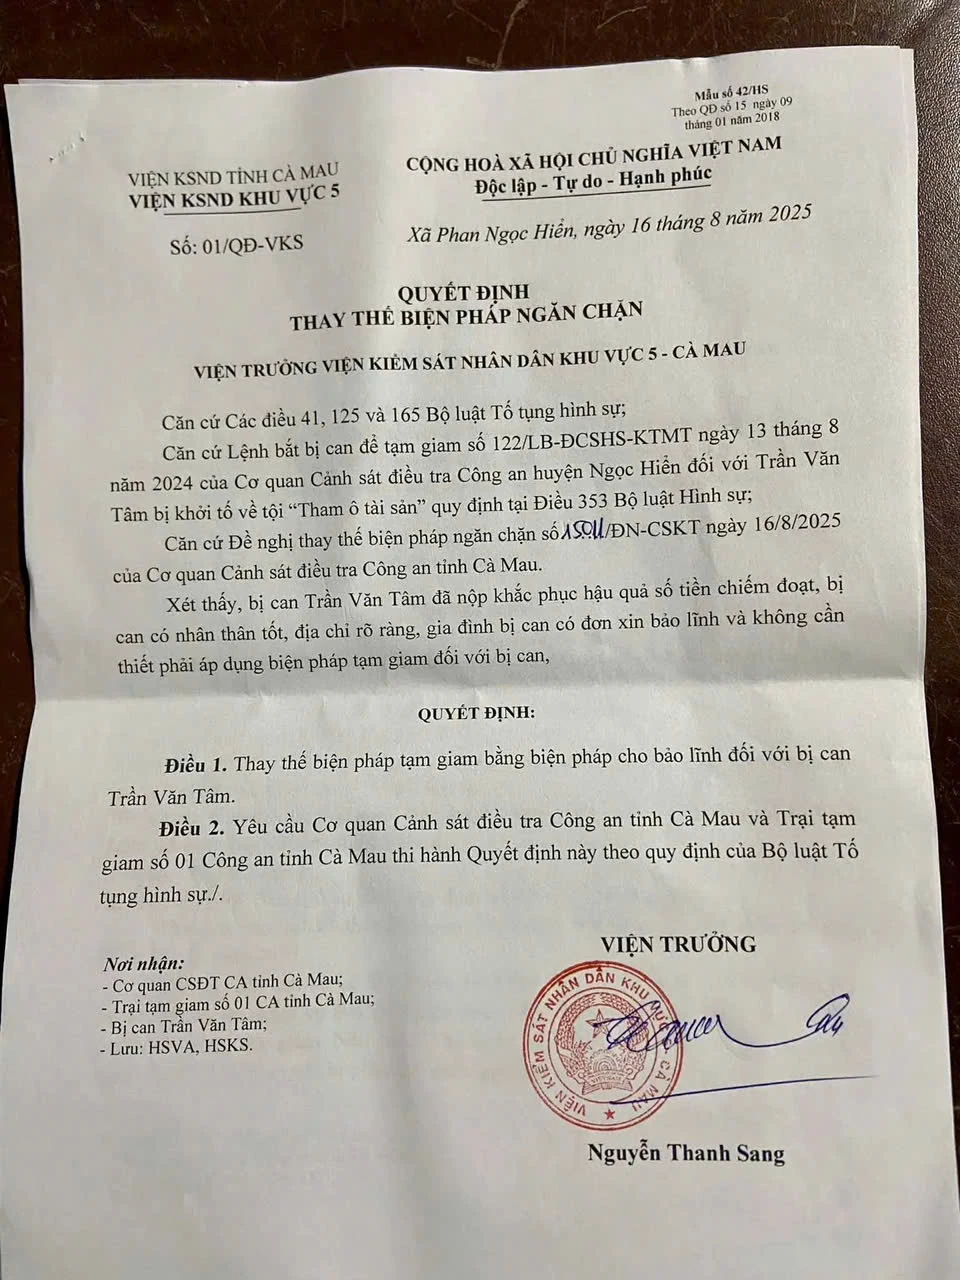 Mẫu số 42/HS
Theo QĐ số 15 ngày 09
tháng 01 năm 2018
VIỆN KSND TỈNH CÀ MAU
VIỆN KSND KHU VỰC 5
Số: 01/QĐ-VKS
CỘNG HOÀ XÃ HỘI CHỦ NGHĨA VIỆT NAM
Độc lập - Tự do - Hạnh phúc
Xã Phan Ngọc Hiển, ngày 16 tháng 8 năm 2025
QUYẾT ĐỊNH
THAY THẾ BIỆN PHÁP NGĂN CHẶN
VIỆN TRƯỞNG VIỆN KIỂM SÁT NHÂN DÂN KHU VỰC 5 - CÀ MAU
Căn cứ Các điều 41, 125 và 165 Bộ luật Tố tụng hình sự;
Căn cứ Lệnh bắt bị can để tạm giam số 122/LB-ĐCSHS-KTMT ngày 13 tháng 8
năm 2024 của Cơ quan Cảnh sát điều tra Công an huyện Ngọc Hiển đối với Trần Văn
Tâm bị khởi tố về tội “Tham ô tài sản” quy định tại Điều 353 Bộ luật Hình sự;
Căn cứ Đề nghị thay thế biện pháp ngăn chặn số /ĐN-CSKT ngày 16/8/2025
của Cơ quan Cảnh sát điều tra Công an tỉnh Cà Mau.
Xét thấy, bị can Trần Văn Tâm đã nộp khắc phục hậu quả số tiền chiếm đoạt, bị
can có nhân thân tốt, địa chỉ rõ ràng, gia đình bị can có đơn xin bảo lĩnh và không cần
thiết phải áp dụng biện pháp tạm giam đối với bị can,
QUYẾT ĐỊNH:
Điều 1. Thay thế biện pháp tạm giam bằng biện pháp cho bảo lĩnh đối với bị can
Trần Văn Tâm.
Điều 2. Yêu cầu Cơ quan Cảnh sát điều tra Công an tỉnh Cà Mau và Trại tạm
giam số 01 Công an tỉnh Cà Mau thi hành Quyết định này theo quy định của Bộ luật Tố
tụng hình sự./.
Nơi nhận:
- Cơ quan CSĐT CA tỉnh Cà Mau;
- Trại tạm giam số 01 CA tỉnh Cà Mau;
- Bị can Trần Văn Tâm;
- Lưu: HSVA, HSKS.
VIỆN TRƯỞNG
VIỆN KIỂM SÁT NHÂN DÂN KHU VỰC CÀ MAU
VIỆT NAM
Nguyễn Thanh Sang